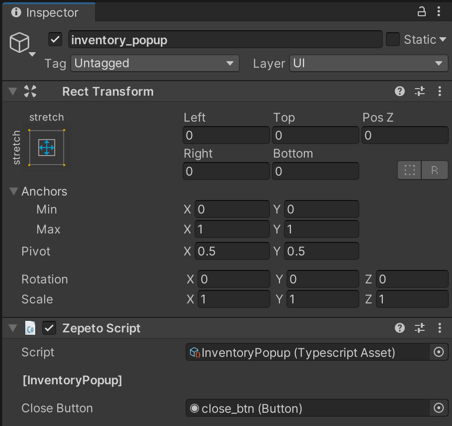 Inspector
inventory_popup Static
Tag Untagged Layer UI
Rect Transform
stretch
stretch
Left Top Pos Z
0 0 0
Right Bottom
0 0 R
Anchors
Min X 0 Y 0
Max X 1 Y 1
Pivot X 0.5 Y 0.5
Rotation X 0 Y 0 Z 0
Scale X 1 Y 1 Z 1
Zepeto Script
Script InventoryPopup (Typescript Asset)
[InventoryPopup]
Close Button close_btn (Button)